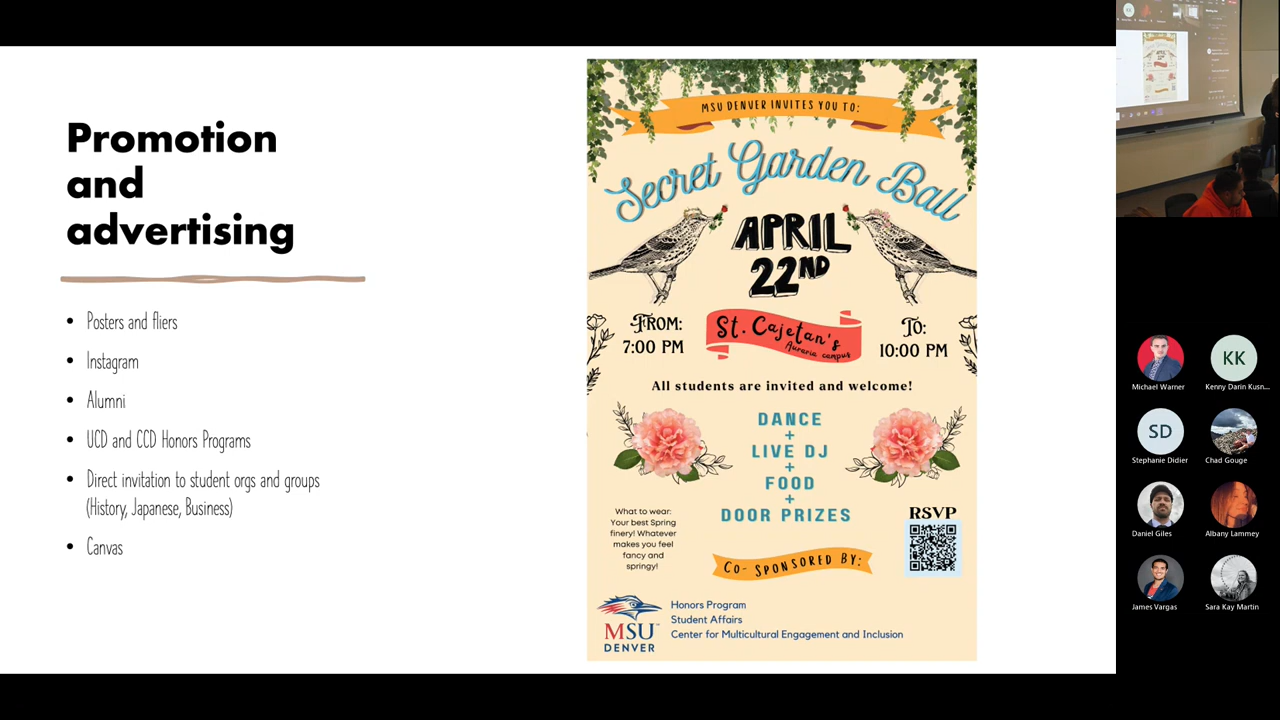 Promotion
and
advertising
• Posters and fliers
• Instagram
• Alumni
• UCD and CCD Honors Programs
• Direct invitation to student orgs and groups
(History, Japanese, Business)
• Canvas
MSU DENVER INVITES YOU TO:
Secret Garden Ball
APRIL
22ND
FROM:
7:00 PM
St. Cajetan's
Auraria campus
TO:
10:00 PM
All students are invited and welcome!
DANCE
+
LIVE DJ
+
FOOD
+
DOOR PRIZES
What to wear:
Your best Spring
finery! Whatever
makes you feel
fancy and
springy!
RSVP
CO- SPONSORED BY:
MSU
DENVER
Honors Program
Student Affairs
Center for Multicultural Engagement and Inclusion
KK
Michael Warner
Kenny Darin Kusn...
SD
Stephanie Didier
Chad Gouge
Daniel Giles
Albany Lammey
James Vargas
Sara Kay Martin